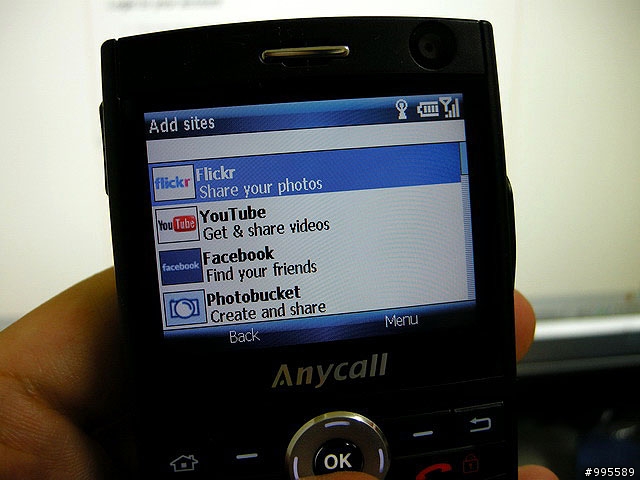 Add sites
flickr
Flickr
Share your photos
YouTube
YouTube
Get & share videos
facebook
Facebook
Find your friends
Photobucket
Create and share
Back
Menu
Anycall
OK
#995589